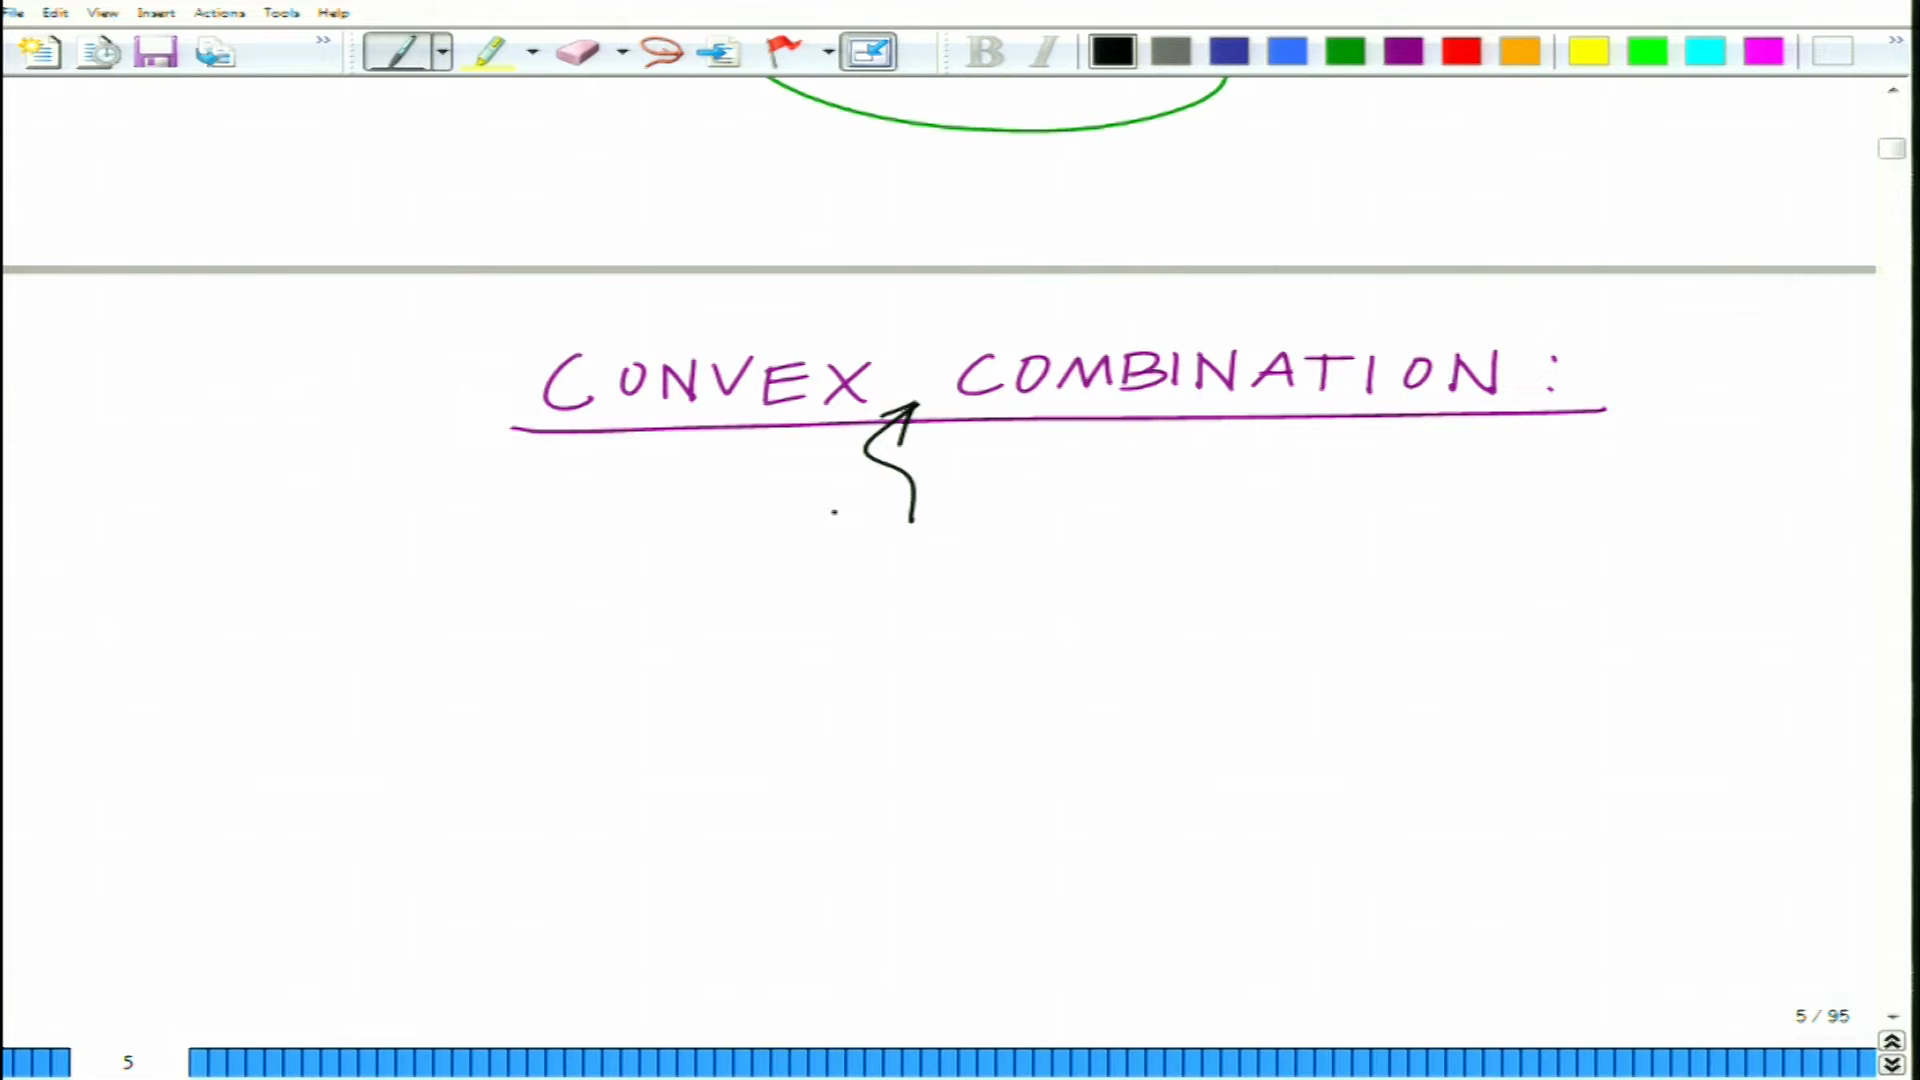 File Edit View Insert Actions Tools Help
B I
CONVEX COMBINATION :
5 / 95
5